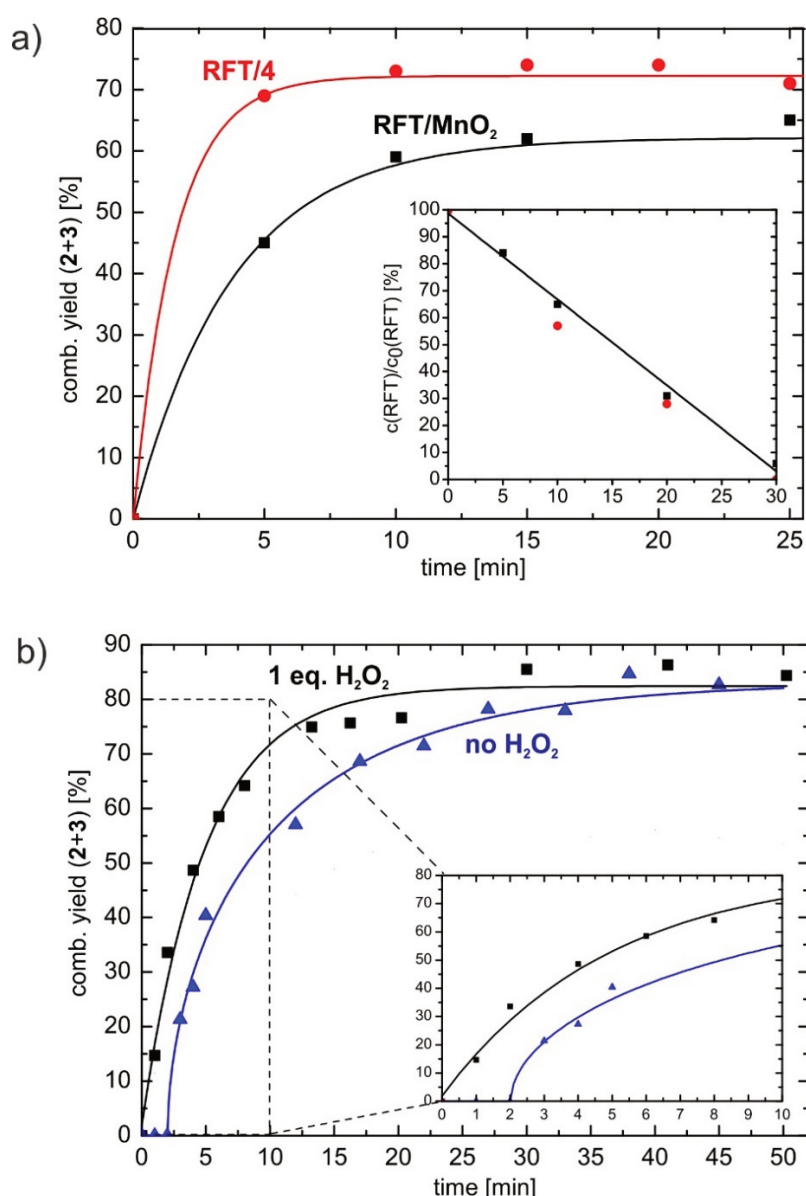 a)
80
70
60
50
40
30
20
10
0
comb. yield (2+3) [%]
RFT/4
RFT/MnO₂
100
90
80
70
60
50
40
30
20
10
0
c(RFT)/c₀(RFT) [%]
0 5 10 15 20 25 30
time [min]
0 5 10 15 20 25
time [min]
b)
90
80
70
60
50
40
30
20
10
0
comb. yield (2+3) [%]
1 eq. H₂O₂
no H₂O₂
80
70
60
50
40
30
20
10
0
0 1 2 3 4 5 6 7 8 9 10
0 5 10 15 20 25 30 35 40 45 50
time [min]